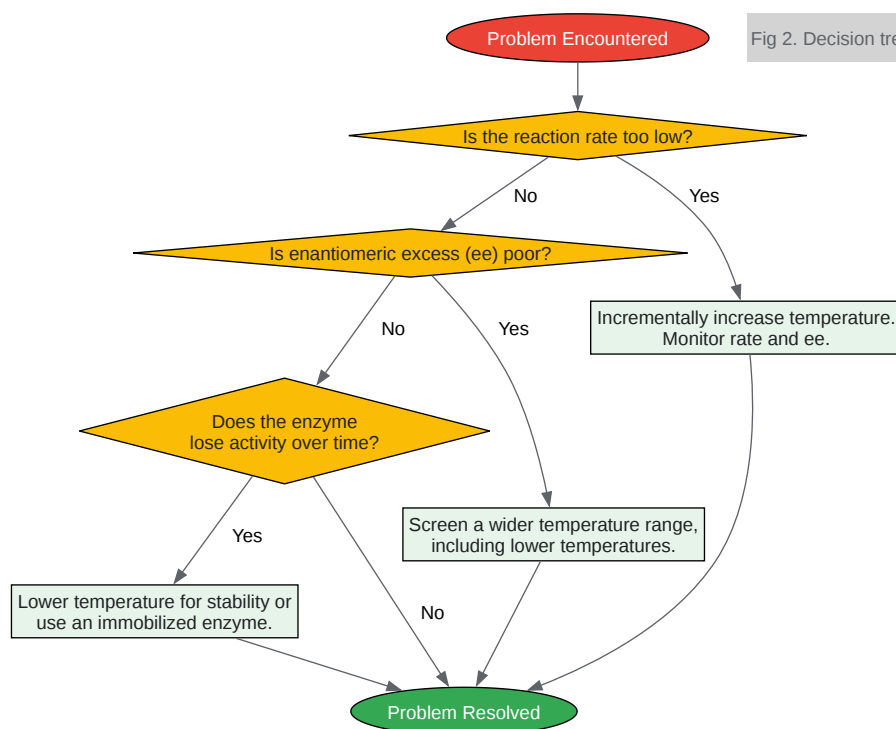 Problem Encountered
Fig 2. Decision
Is the reaction rate too low?
No
Yes
Is enantiomeric excess (ee) poor?
No
Yes
Incrementally increase temperature.
Monitor rate and ee.
Does the enzyme
lose activity over time?
Yes
Screen a wider temperature range,
including lower temperatures.
Lower temperature for stability or
use an immobilized enzyme.
No
Problem Resolved